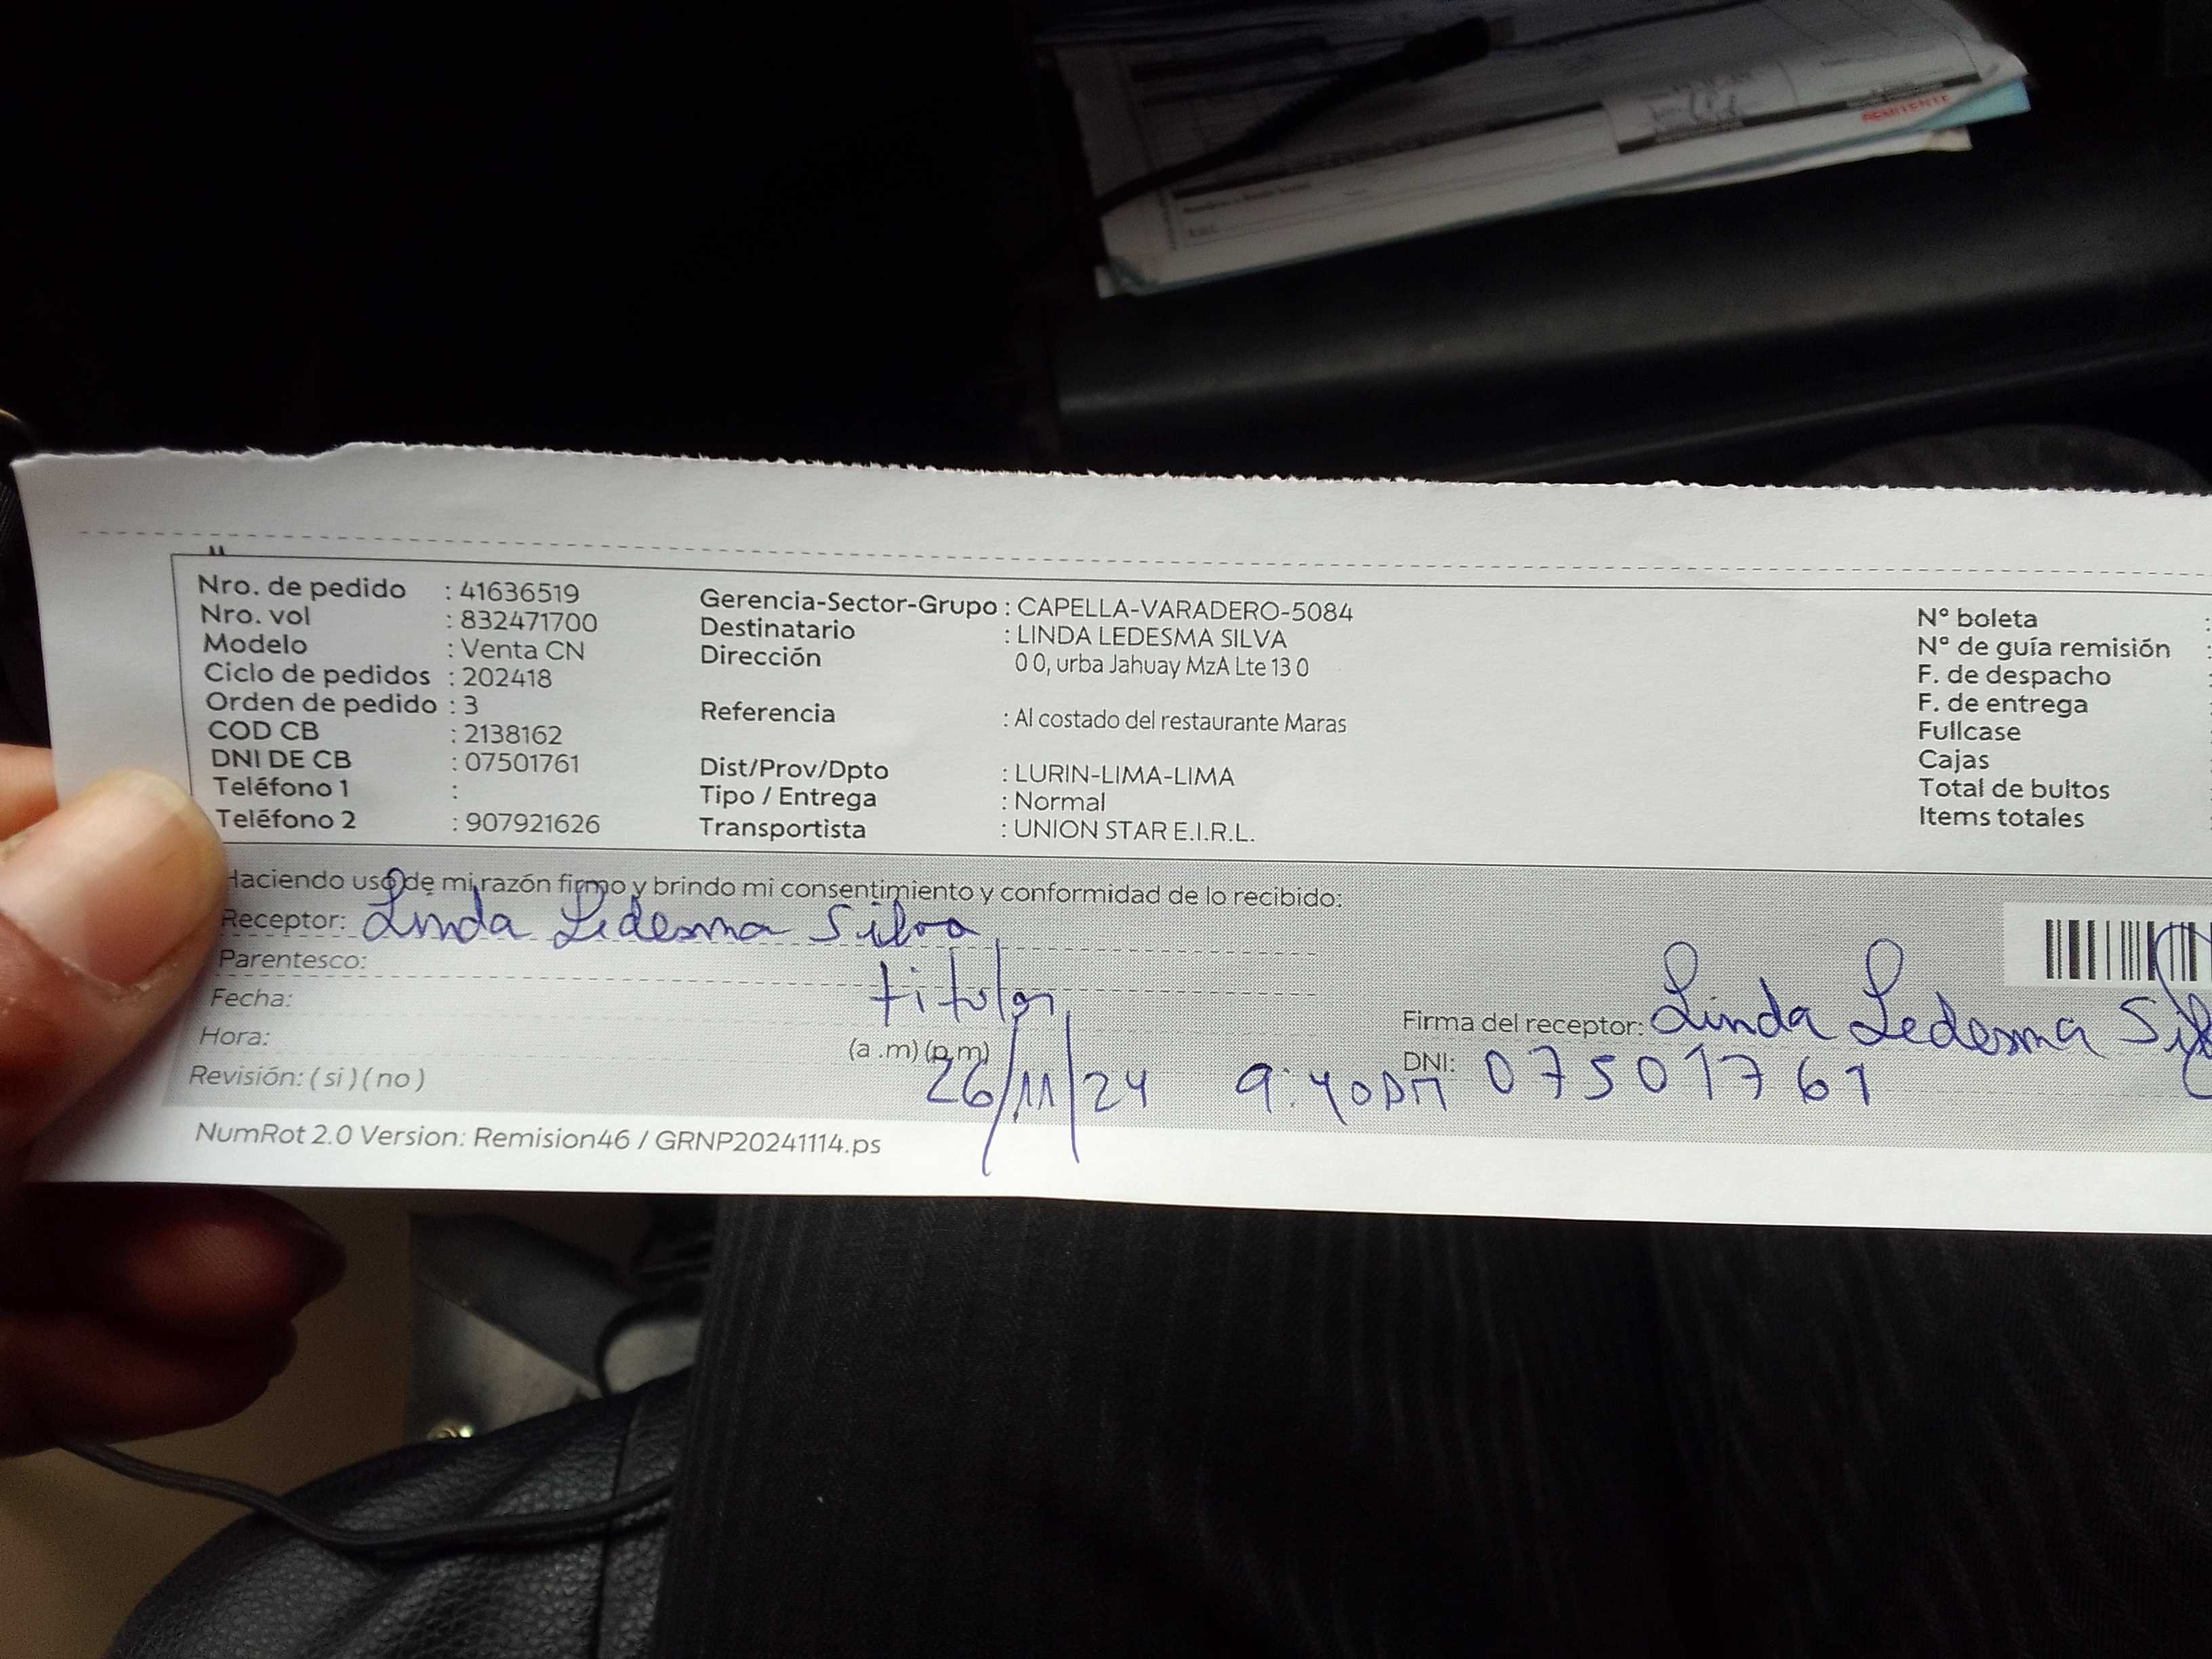 REMITENTE
Nro. de pedido : 41636519
Nro. vol : 832471700
Modelo : Venta CN
Ciclo de pedidos : 202418
Orden de pedido : 3
COD CB : 2138162
DNI DE CB : 07501761
Teléfono 1 :
Teléfono 2 : 907921626
Gerencia-Sector-Grupo : CAPELLA-VARADERO-5084
Destinatario : LINDA LEDESMA SILVA
Dirección 0 0, urba Jahuay MzA Lte 13 0
Referencia : Al costado del restaurante Maras
Dist/Prov/Dpto : LURIN-LIMA-LIMA
Tipo / Entrega : Normal
Transportista : UNION STAR E.I.R.L.
N° boleta :
N° de guía remisión :
F. de despacho :
F. de entrega :
Fullcase :
Cajas :
Total de bultos :
Items totales :
Haciendo uso de mi razón firmo y brindo mi consentimiento y conformidad de lo recibido:
Receptor: Linda Ledesma Silva
Parentesco: titular
Fecha: 26/11/24
Hora: (a .m) (p.m) 9:40
Revisión: ( si ) ( no )
Firma del receptor: Linda Ledesma Sil
DNI: 07501761
NumRot 2.0 Version: Remision46 / GRNP20241114.ps